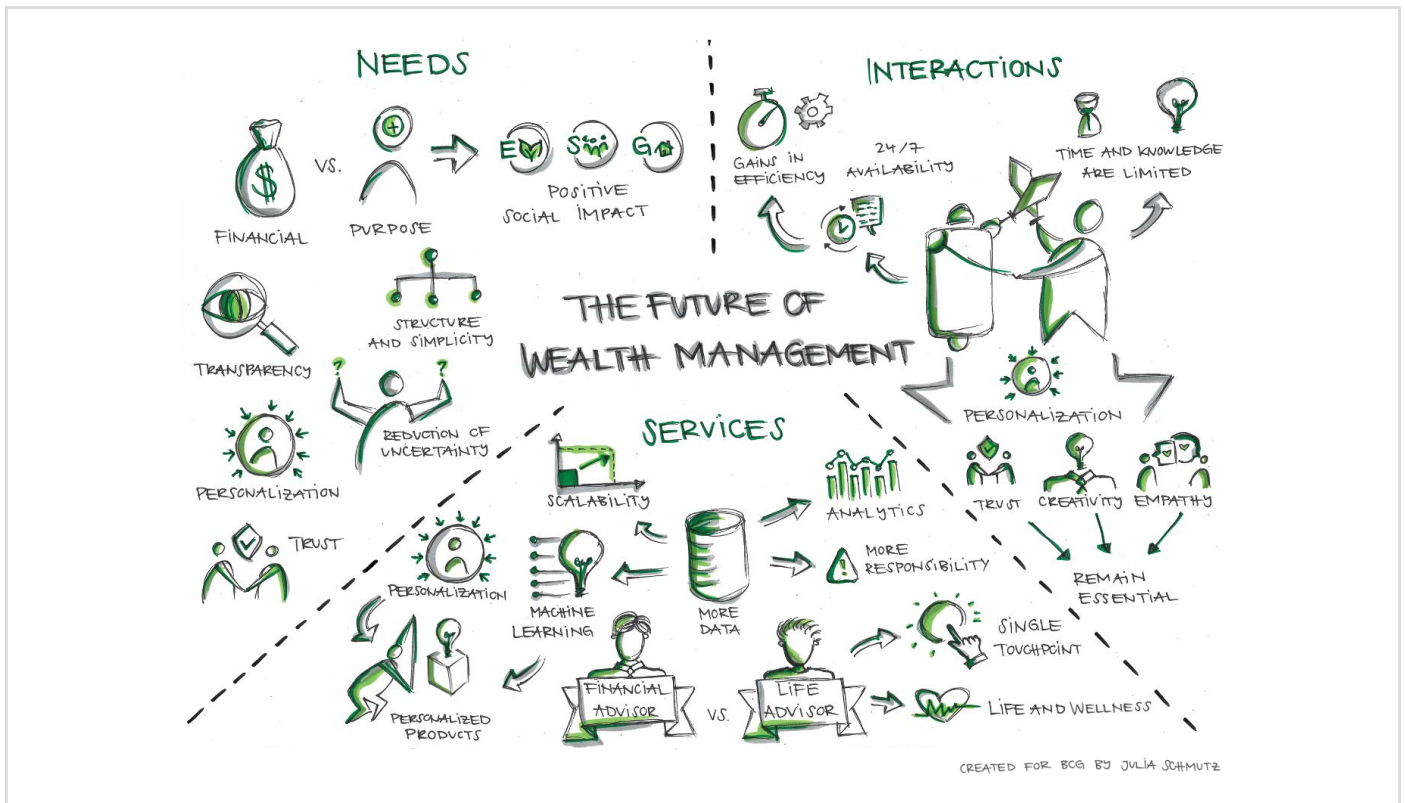 NEEDS
$
FINANCIAL
VS.
PURPOSE
E S G
POSITIVE
SOCIAL IMPACT
TRANSPARENCY
STRUCTURE
AND SIMPLICITY
? ?
REDUCTION OF
UNCERTAINTY
PERSONALIZATION
TRUST
THE FUTURE OF
WEALTH MANAGEMENT
INTERACTIONS
GAINS IN
EFFICIENCY
24/7
AVAILABILITY
TIME AND KNOWLEDGE
ARE LIMITED
PERSONALIZATION
TRUST
CREATIVITY
EMPATHY
REMAIN
ESSENTIAL
SERVICES
SCALABILITY
ANALYTICS
MORE
RESPONSIBILITY
MORE
DATA
MACHINE
LEARNING
PERSONALIZATION
PERSONALIZED
PRODUCTS
FINANCIAL
ADVISOR
VS.
LIFE
ADVISOR
SINGLE
TOUCHPOINT
LIFE AND WELLNESS
CREATED FOR BCG BY JULIA SCHMUTZ